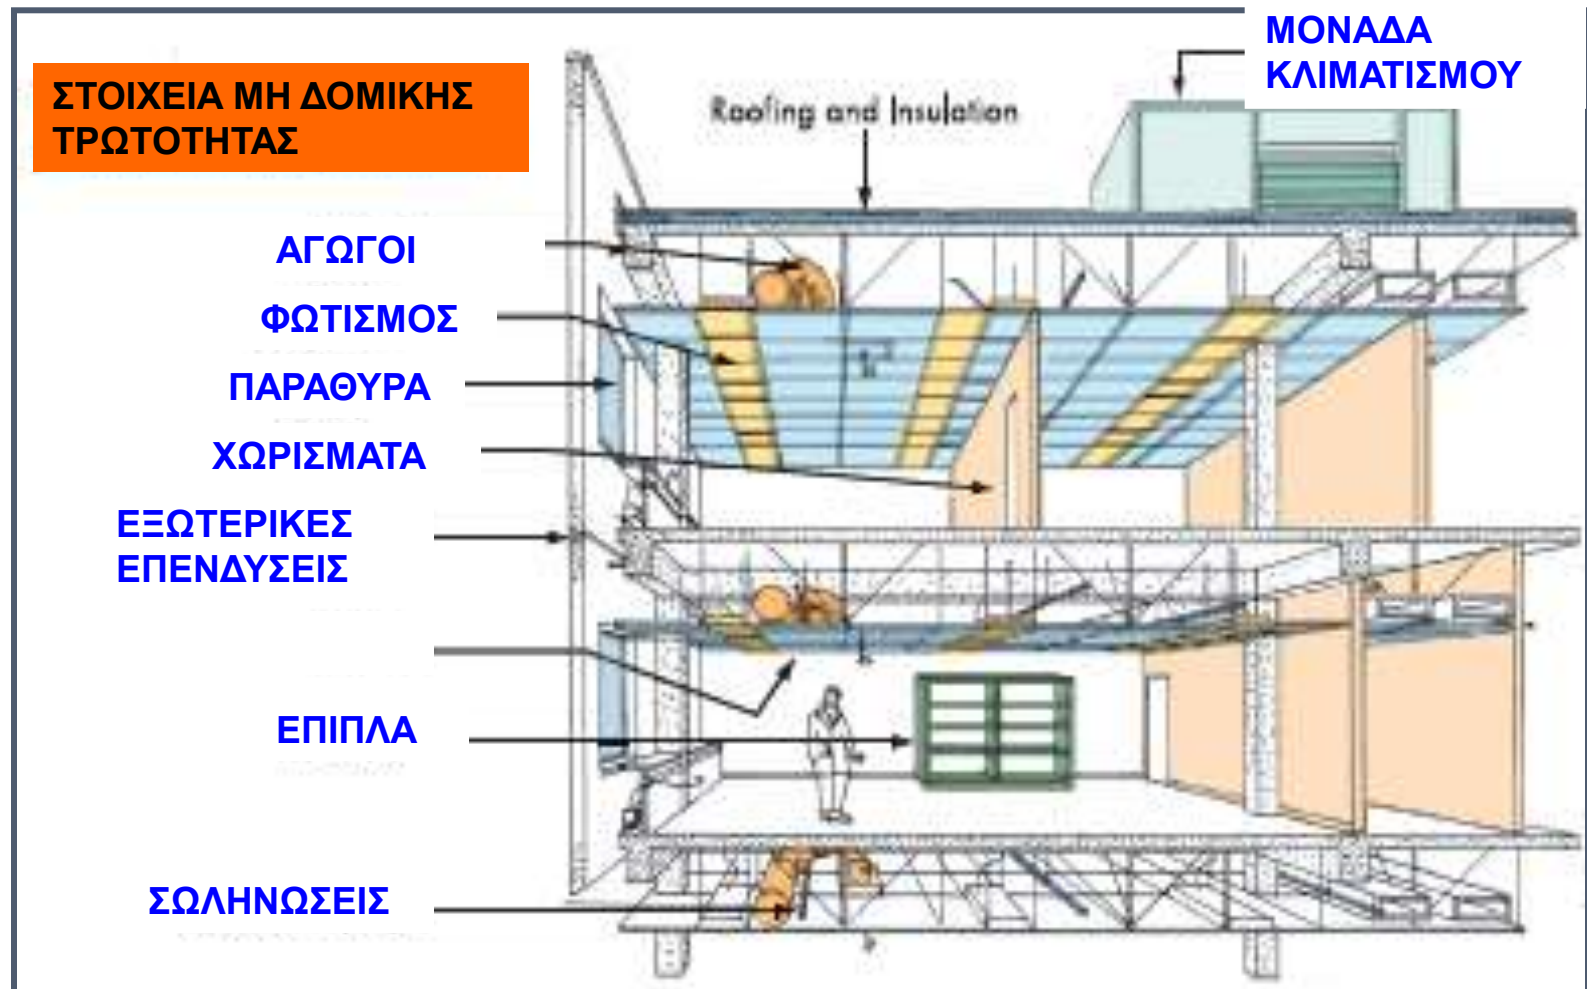 ΜΟΝΑΔΑ
ΚΛΙΜΑΤΙΣΜΟΥ
ΣΤΟΙΧΕΙΑ ΜΗ ΔΟΜΙΚΗΣ
ΤΡΩΤΟΤΗΤΑΣ
Roofing and Insulation
ΑΓΩΓΟΙ
ΦΩΤΙΣΜΟΣ
ΠΑΡΑΘΥΡΑ
ΧΩΡΙΣΜΑΤΑ
ΕΞΩΤΕΡΙΚΕΣ
ΕΠΕΝΔΥΣΕΙΣ
ΕΠΙΠΛΑ
ΣΩΛΗΝΩΣΕΙΣ